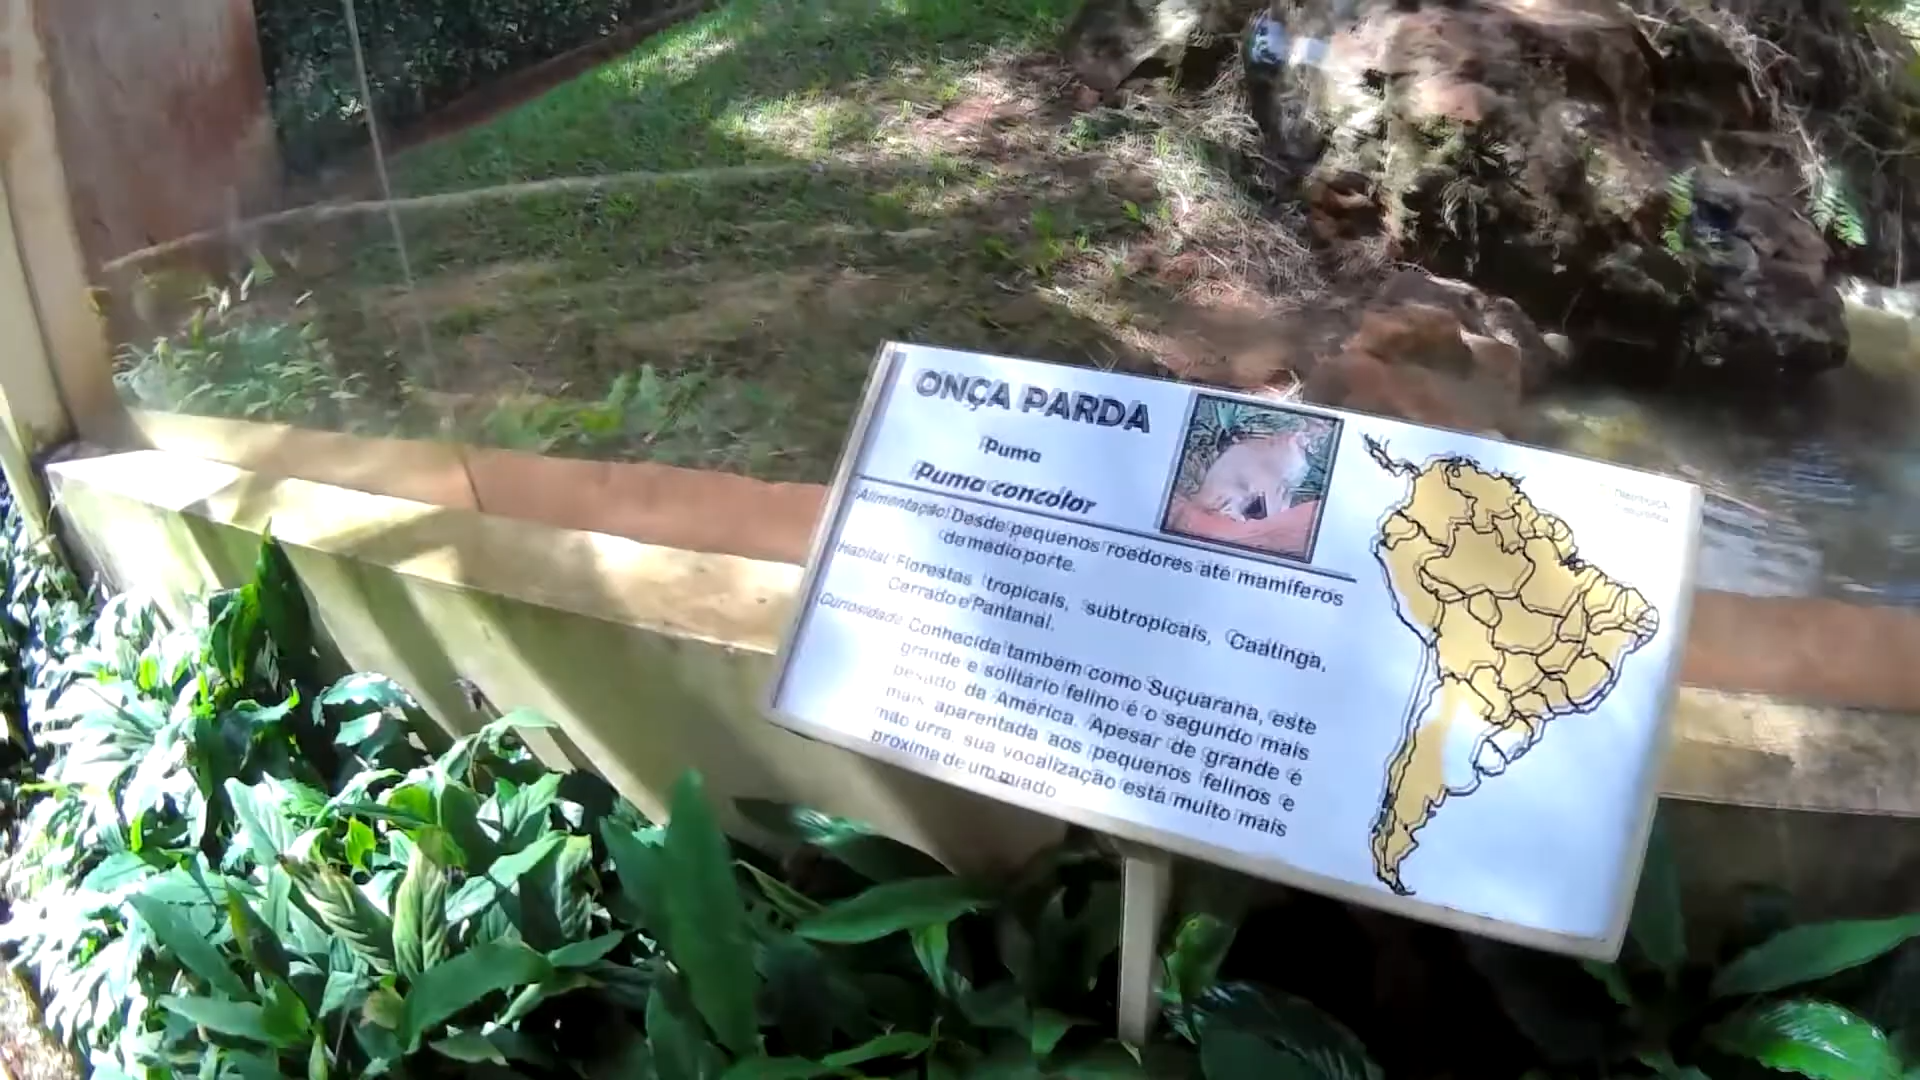 ONÇA PARDA
Puma
Puma concolor
Alimentação: Desde pequenos roedores até mamíferos
de médio porte.
Habitat: Florestas tropicais, subtropicais, Caatinga,
Cerrado e Pantanal.
Curiosidade: Conhecida também como Suçuarana, este
grande e solitário felino é o segundo mais
pesado da América. Apesar de grande é
mais aparentada aos pequenos felinos e
não urra, sua vocalização está muito mais
próxima de um miado